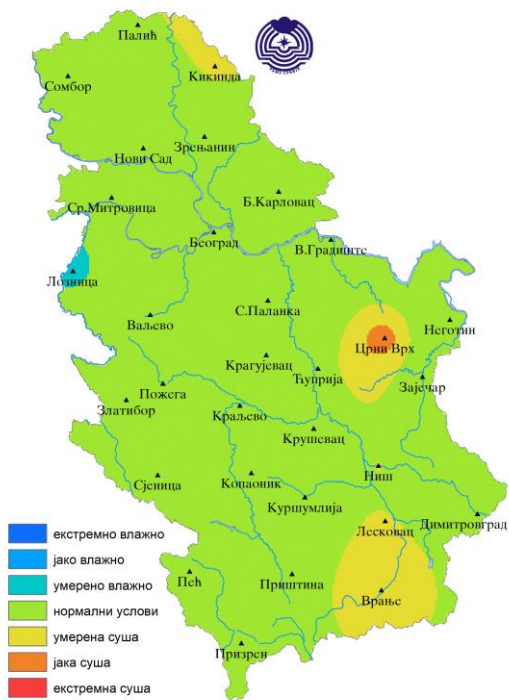 Палић
Кикинда
Сомбор
Зрењанин
Нови Сад
Б.Карловац
Ср.Митровица
Београд
В.Градиште
Лозница
С.Паланка
Ваљево
Неготин
Црни Врх
Крагујевац
Ћуприја
Зајечар
Пожега
Златибор
Краљево
Крушевац
Ниш
Сјеница
Копаоник
Куршумлија
Димитровград
Лесковац
Пећ
Приштина
Врање
Призрен
екстремно влажно
јако влажно
умерено влажно
нормални услови
умерена суша
јака суша
екстремна суша